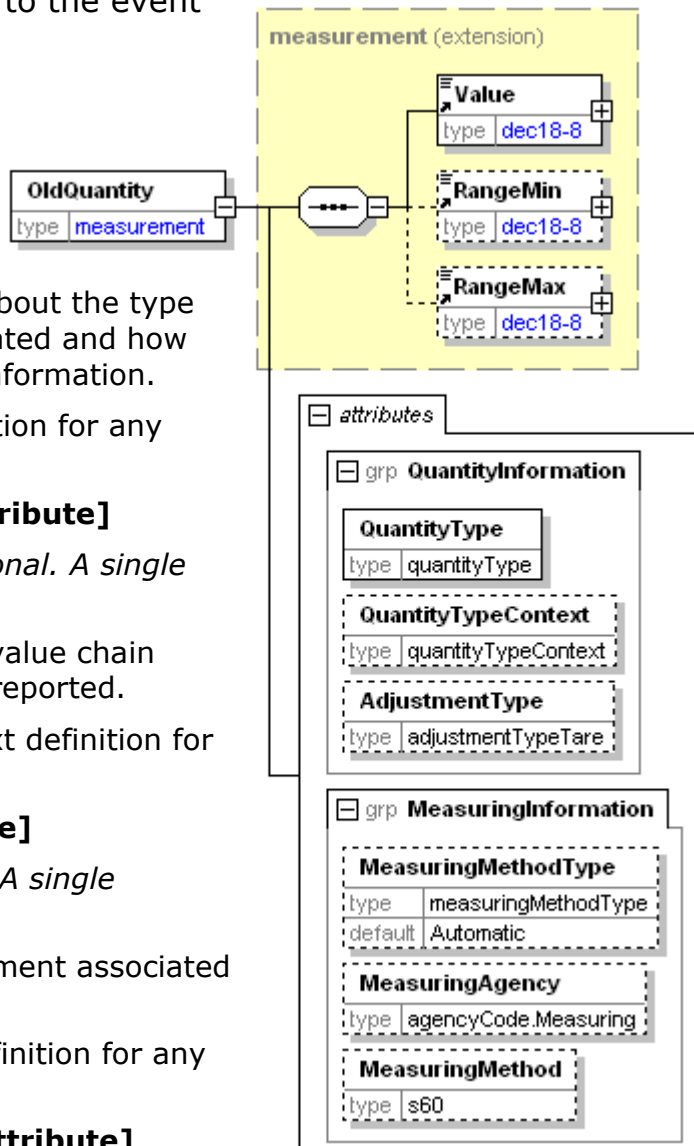 to the event
bout the type
ated and how
nformation.
tion for any
ribute]
onal. A single
value chain
reported.
xt definition for
e]
A single
ment associated
finition for any
ttribute]
measurement (extension)
OldQuantity
type measurement
Value
type dec18-8
RangeMin
type dec18-8
RangeMax
type dec18-8
attributes
grp QuantityInformation
QuantityType
type quantityType
QuantityTypeContext
type quantityTypeContext
AdjustmentType
type adjustmentTypeTare
grp MeasuringInformation
MeasuringMethodType
type measuringMethodType
default Automatic
MeasuringAgency
type agencyCode.Measuring
MeasuringMethod
type s60